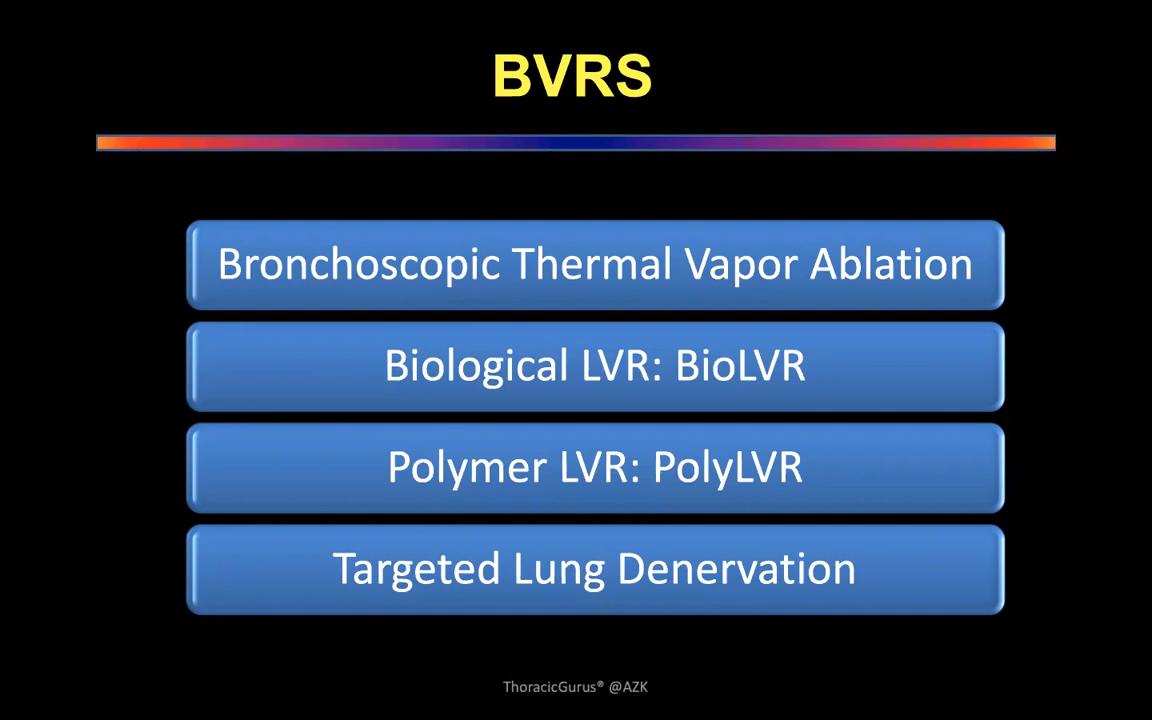 BVRS
Bronchoscopic Thermal Vapor Ablation
Biological LVR: BioLVR
Polymer LVR: PolyLVR
Targeted Lung Denervation
ThoracicGurus® @AZK